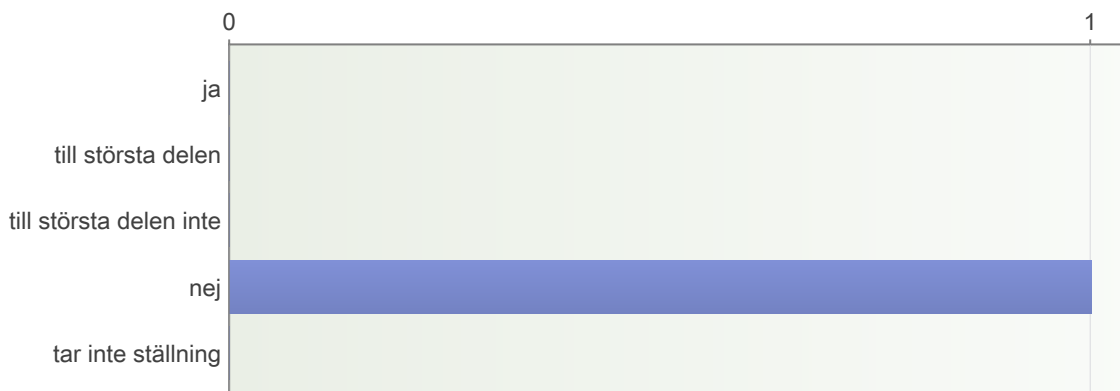 0 1
ja
till största delen
till största delen inte
nej
tar inte ställning